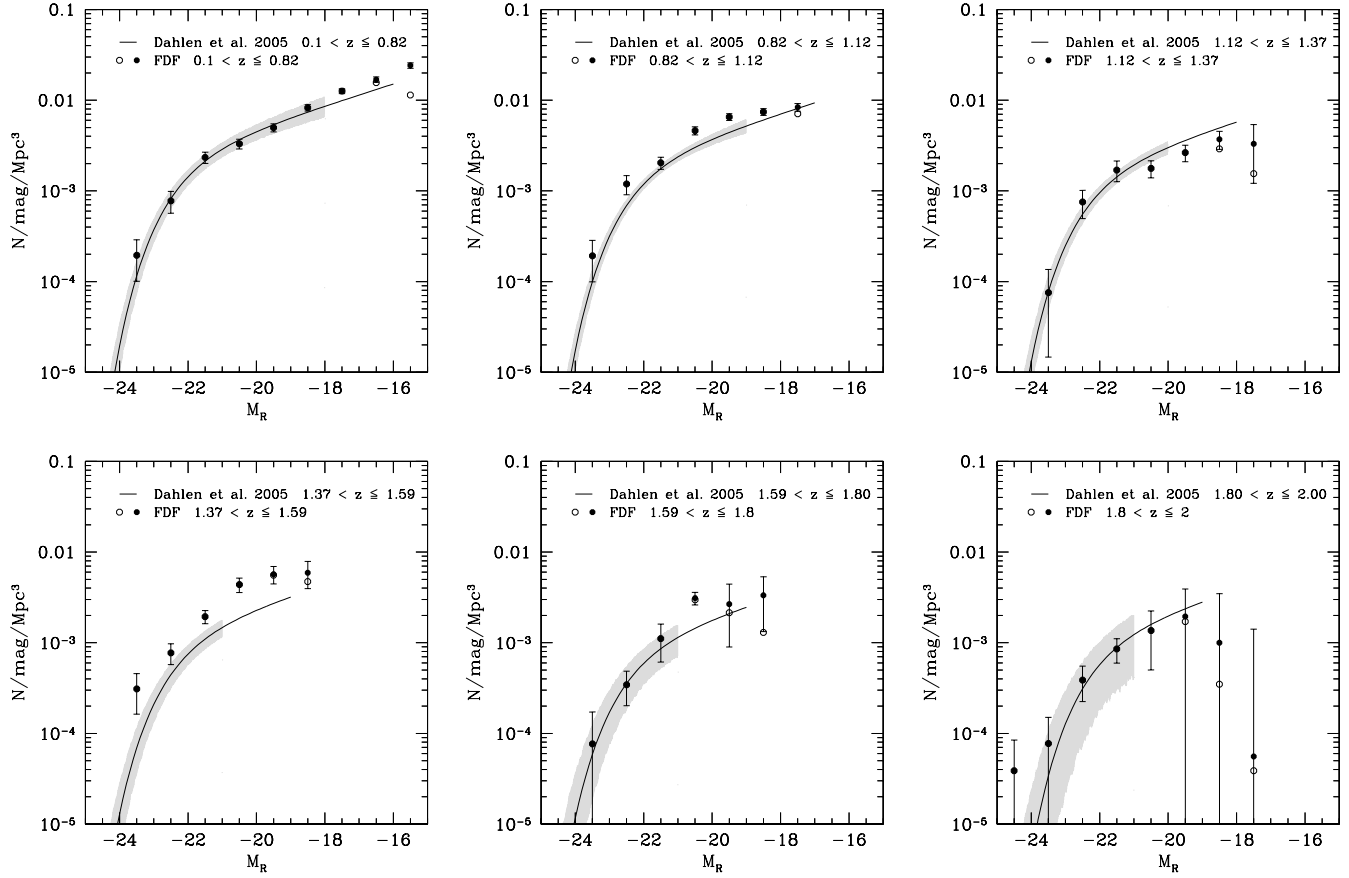 0.1
0.01
10⁻³
10⁻⁴
10⁻⁵
N/mag/Mpc³
Dahlen et al. 2005 0.1 < z ≦ 0.82
FDF 0.1 < z ≦ 0.82
−24 −22 −20 −18 −16
M_R
0.1
0.01
10⁻³
10⁻⁴
10⁻⁵
N/mag/Mpc³
Dahlen et al. 2005 0.82 < z ≦ 1.12
FDF 0.82 < z ≦ 1.12
−24 −22 −20 −18 −16
M_R
0.1
0.01
10⁻³
10⁻⁴
10⁻⁵
N/mag/Mpc³
Dahlen et al. 2005 1.12 < z ≦ 1.37
FDF 1.12 < z ≦ 1.37
−24 −22 −20 −18 −16
M_R
0.1
0.01
10⁻³
10⁻⁴
10⁻⁵
N/mag/Mpc³
Dahlen et al. 2005 1.37 < z ≦ 1.59
FDF 1.37 < z ≦ 1.59
−24 −22 −20 −18 −16
M_R
0.1
0.01
10⁻³
10⁻⁴
10⁻⁵
N/mag/Mpc³
Dahlen et al. 2005 1.59 < z ≦ 1.80
FDF 1.59 < z ≦ 1.8
−24 −22 −20 −18 −16
M_R
0.1
0.01
10⁻³
10⁻⁴
10⁻⁵
N/mag/Mpc³
Dahlen et al. 2005 1.80 < z ≦ 2.00
FDF 1.8 < z ≦ 2
−24 −22 −20 −18 −16
M_R